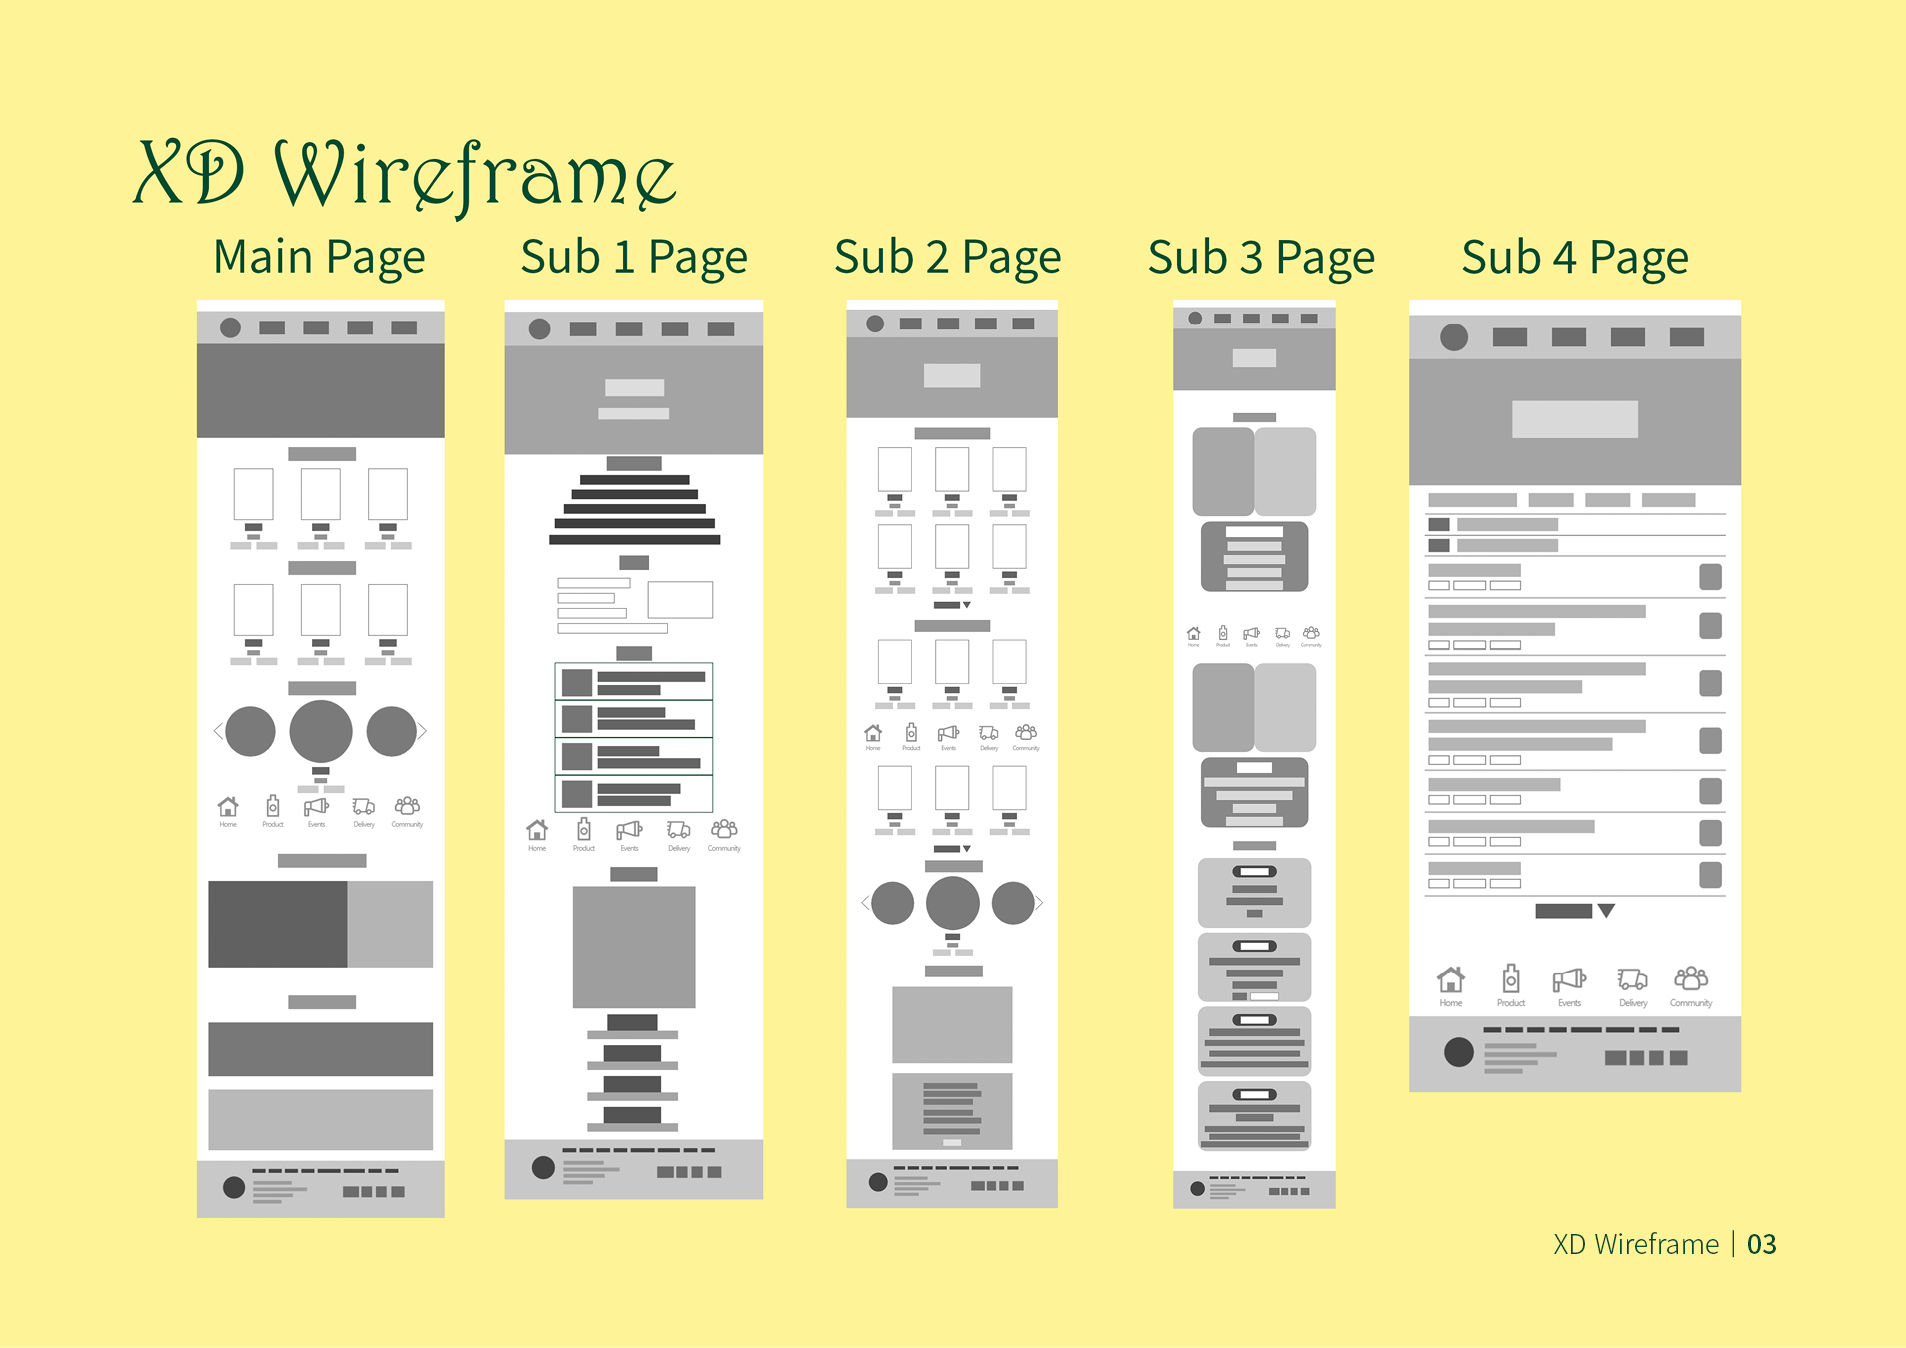 XD Wireframe
Main Page
Sub 1 Page
Sub 2 Page
Sub 3 Page
Sub 4 Page
Home Product Events Delivery Community
Home Product Events Delivery Community
Home Product Events Delivery Community
Home Product Events Delivery Community
Home Product Events Delivery Community
XD Wireframe | 03